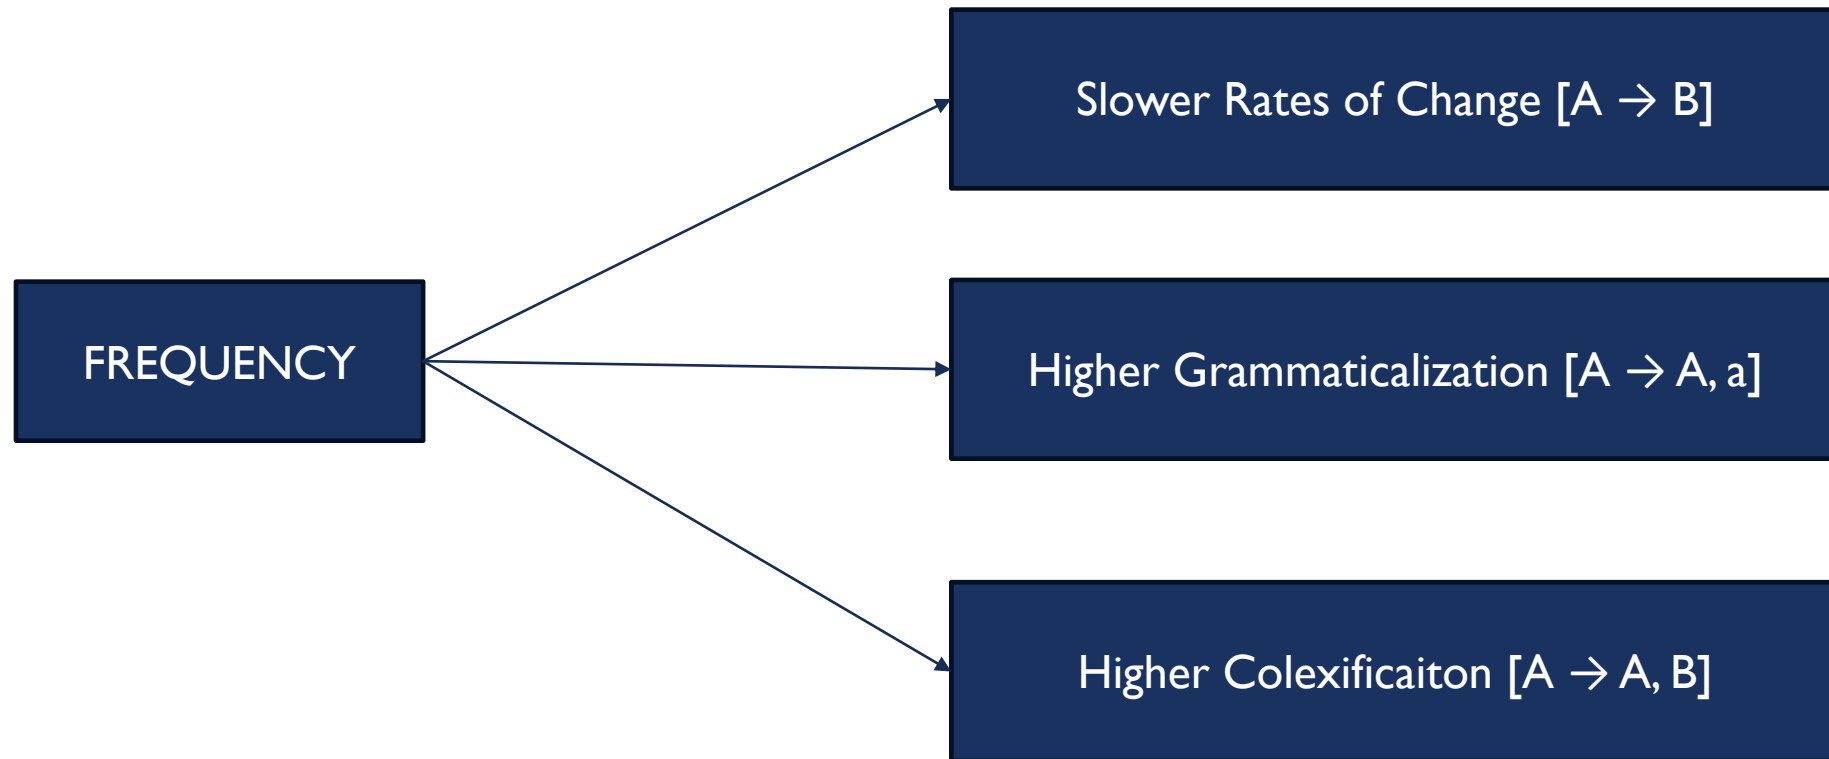 Slower Rates of Change [A → B]
FREQUENCY
Higher Grammaticalization [A → A, a]
Higher Colexificaiton [A → A, B]